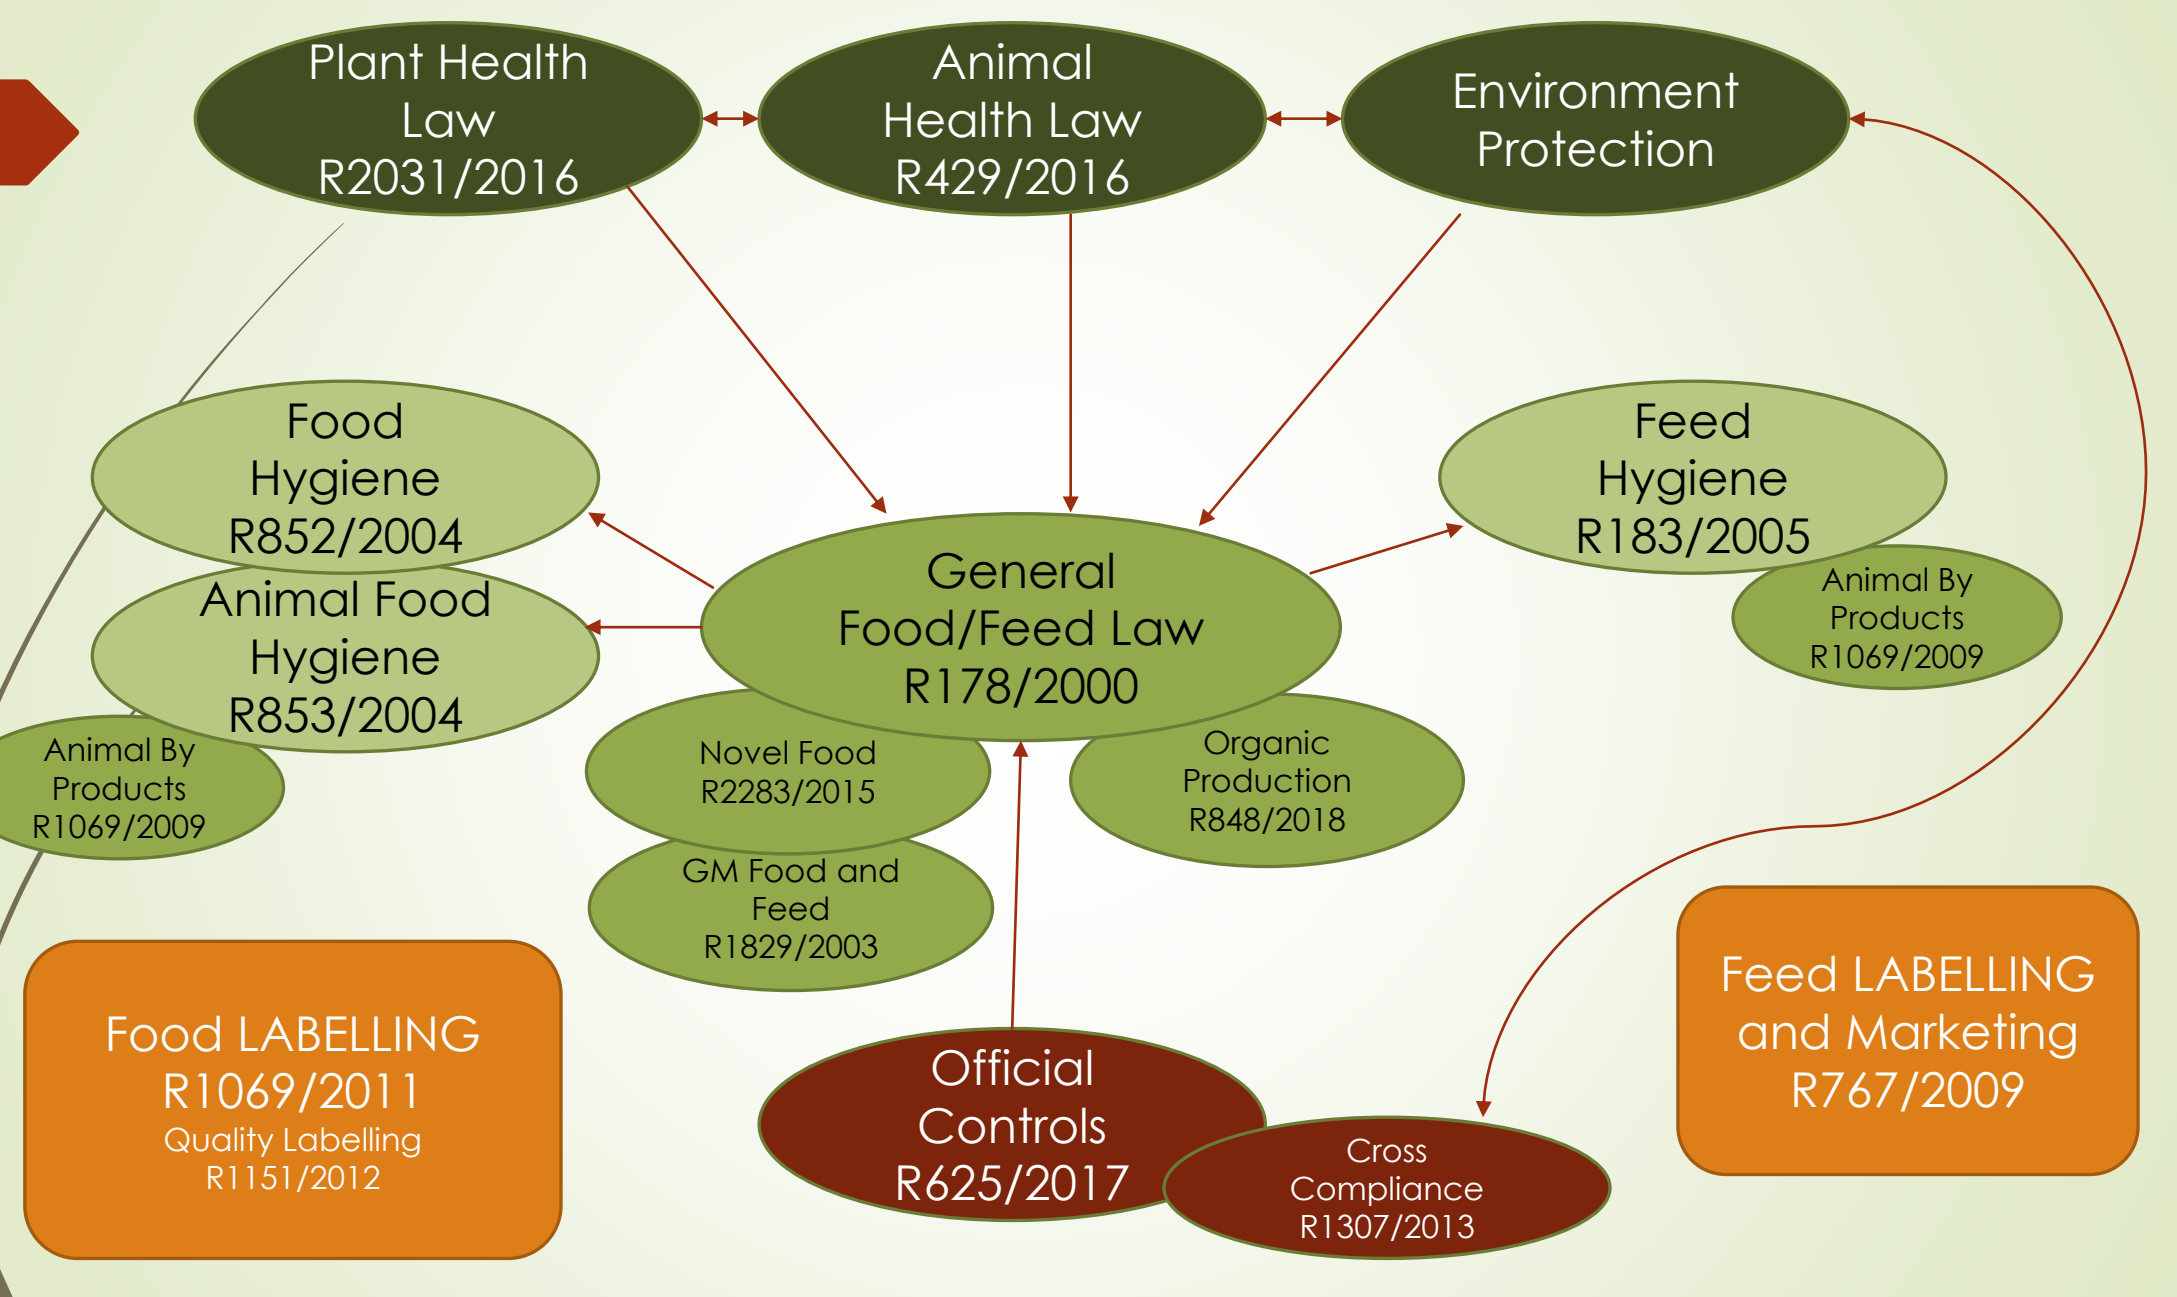 Plant Health
Law
R2031/2016
Animal
Health Law
R429/2016
Environment
Protection
Food
Hygiene
R852/2004
Animal Food
Hygiene
R853/2004
Animal By
Products
R1069/2009
General
Food/Feed Law
R178/2000
Feed
Hygiene
R183/2005
Animal By
Products
R1069/2009
Novel Food
R2283/2015
GM Food and
Feed
R1829/2003
Organic
Production
R848/2018
Food LABELLING
R1069/2011
Quality Labelling
R1151/2012
Official
Controls
R625/2017
Cross
Compliance
R1307/2013
Feed LABELLING
and Marketing
R767/2009